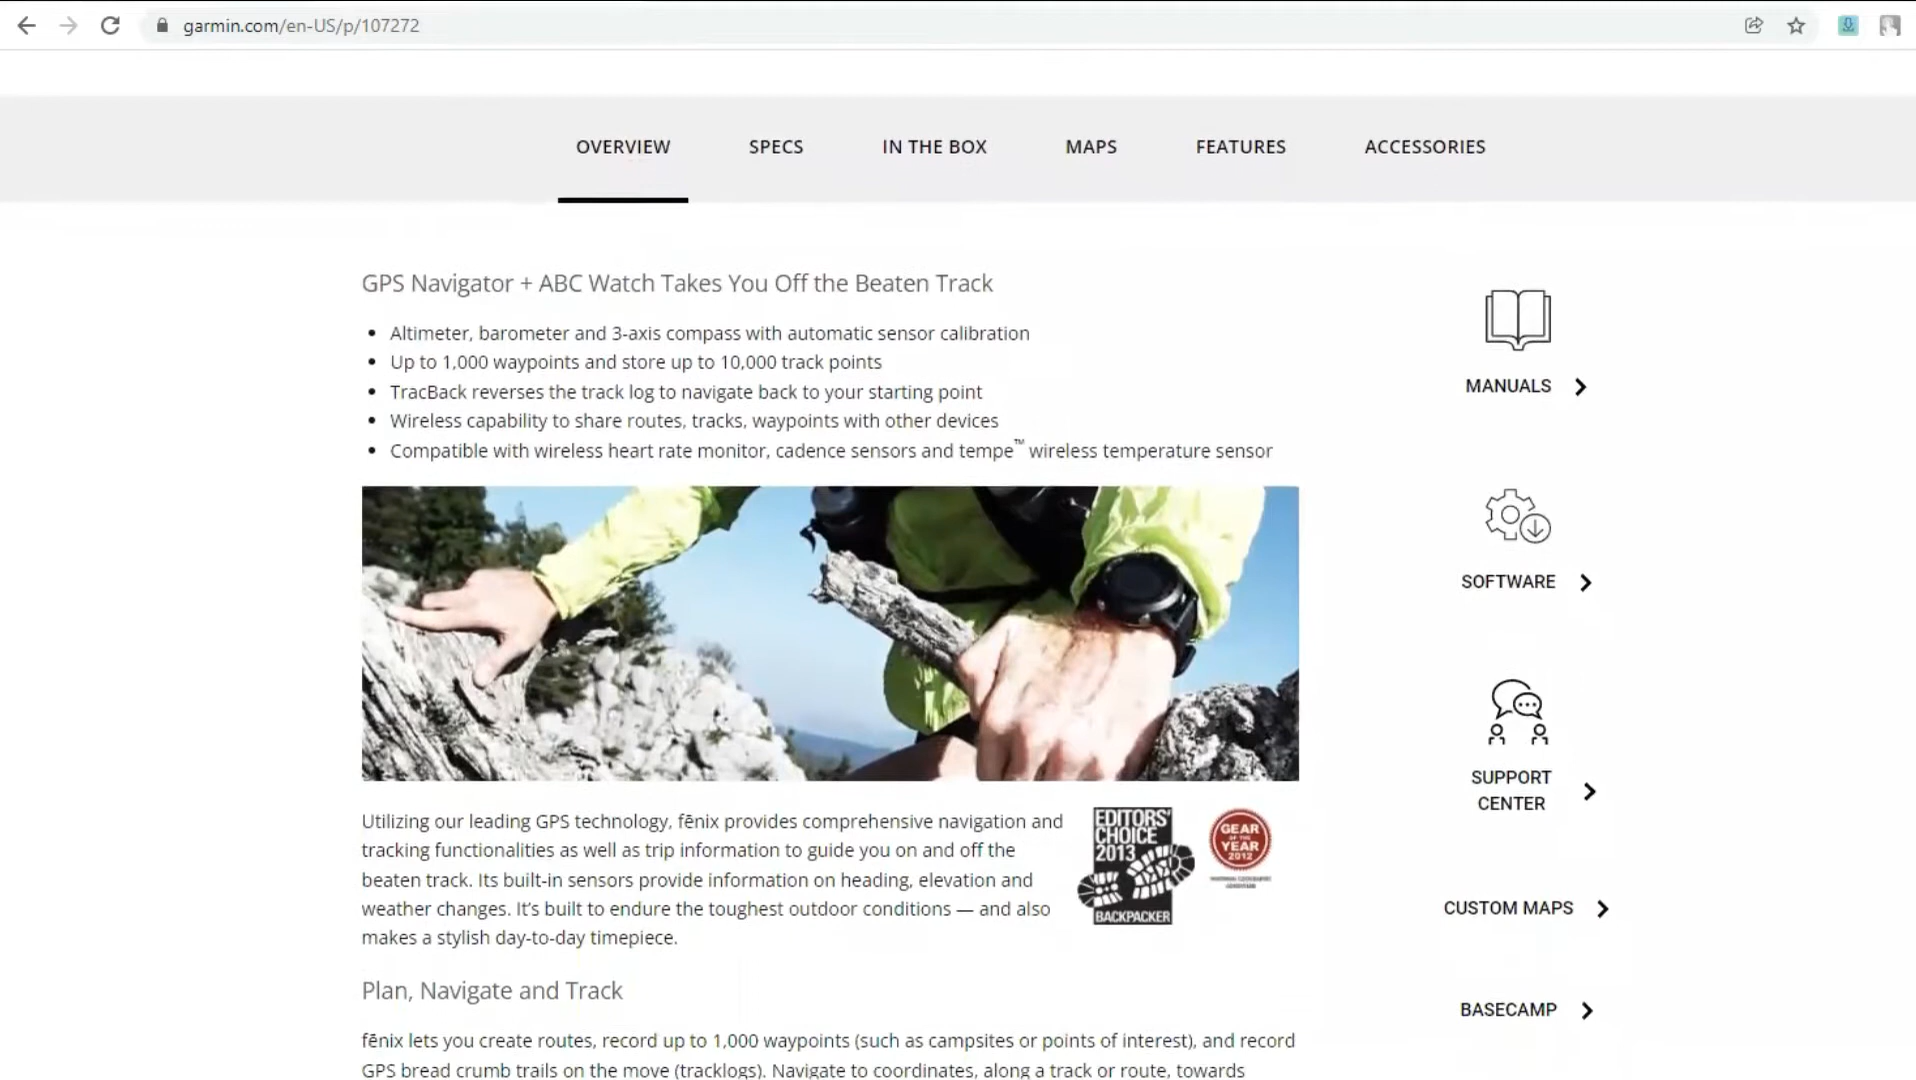 garmin.com/en-US/p/107272
OVERVIEW
SPECS
IN THE BOX
MAPS
FEATURES
ACCESSORIES
GPS Navigator + ABC Watch Takes You Off the Beaten Track
• Altimeter, barometer and 3-axis compass with automatic sensor calibration
• Up to 1,000 waypoints and store up to 10,000 track points
• TracBack reverses the track log to navigate back to your starting point
• Wireless capability to share routes, tracks, waypoints with other devices
• Compatible with wireless heart rate monitor, cadence sensors and tempe™ wireless temperature sensor
Utilizing our leading GPS technology, fēnix provides comprehensive navigation and
tracking functionalities as well as trip information to guide you on and off the
beaten track. Its built-in sensors provide information on heading, elevation and
weather changes. It’s built to endure the toughest outdoor conditions — and also
makes a stylish day-to-day timepiece.
EDITORS'
CHOICE
2013
BACKPACKER
GEAR
OF THE
YEAR
2012
NATIONAL GEOGRAPHIC
ADVENTURE
Plan, Navigate and Track
fēnix lets you create routes, record up to 1,000 waypoints (such as campsites or points of interest), and record
GPS bread crumb trails on the move (tracklogs). Navigate to coordinates, along a track or route, towards
MANUALS
SOFTWARE
SUPPORT
CENTER
CUSTOM MAPS
BASECAMP